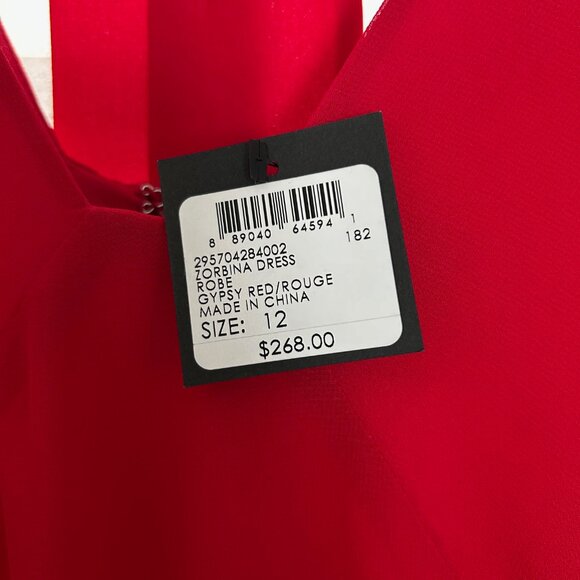 8 89040 64594 1
182
295704284002
ZORBINA DRESS
ROBE
GYPSY RED/ROUGE
MADE IN CHINA
SIZE: 12
$268.00